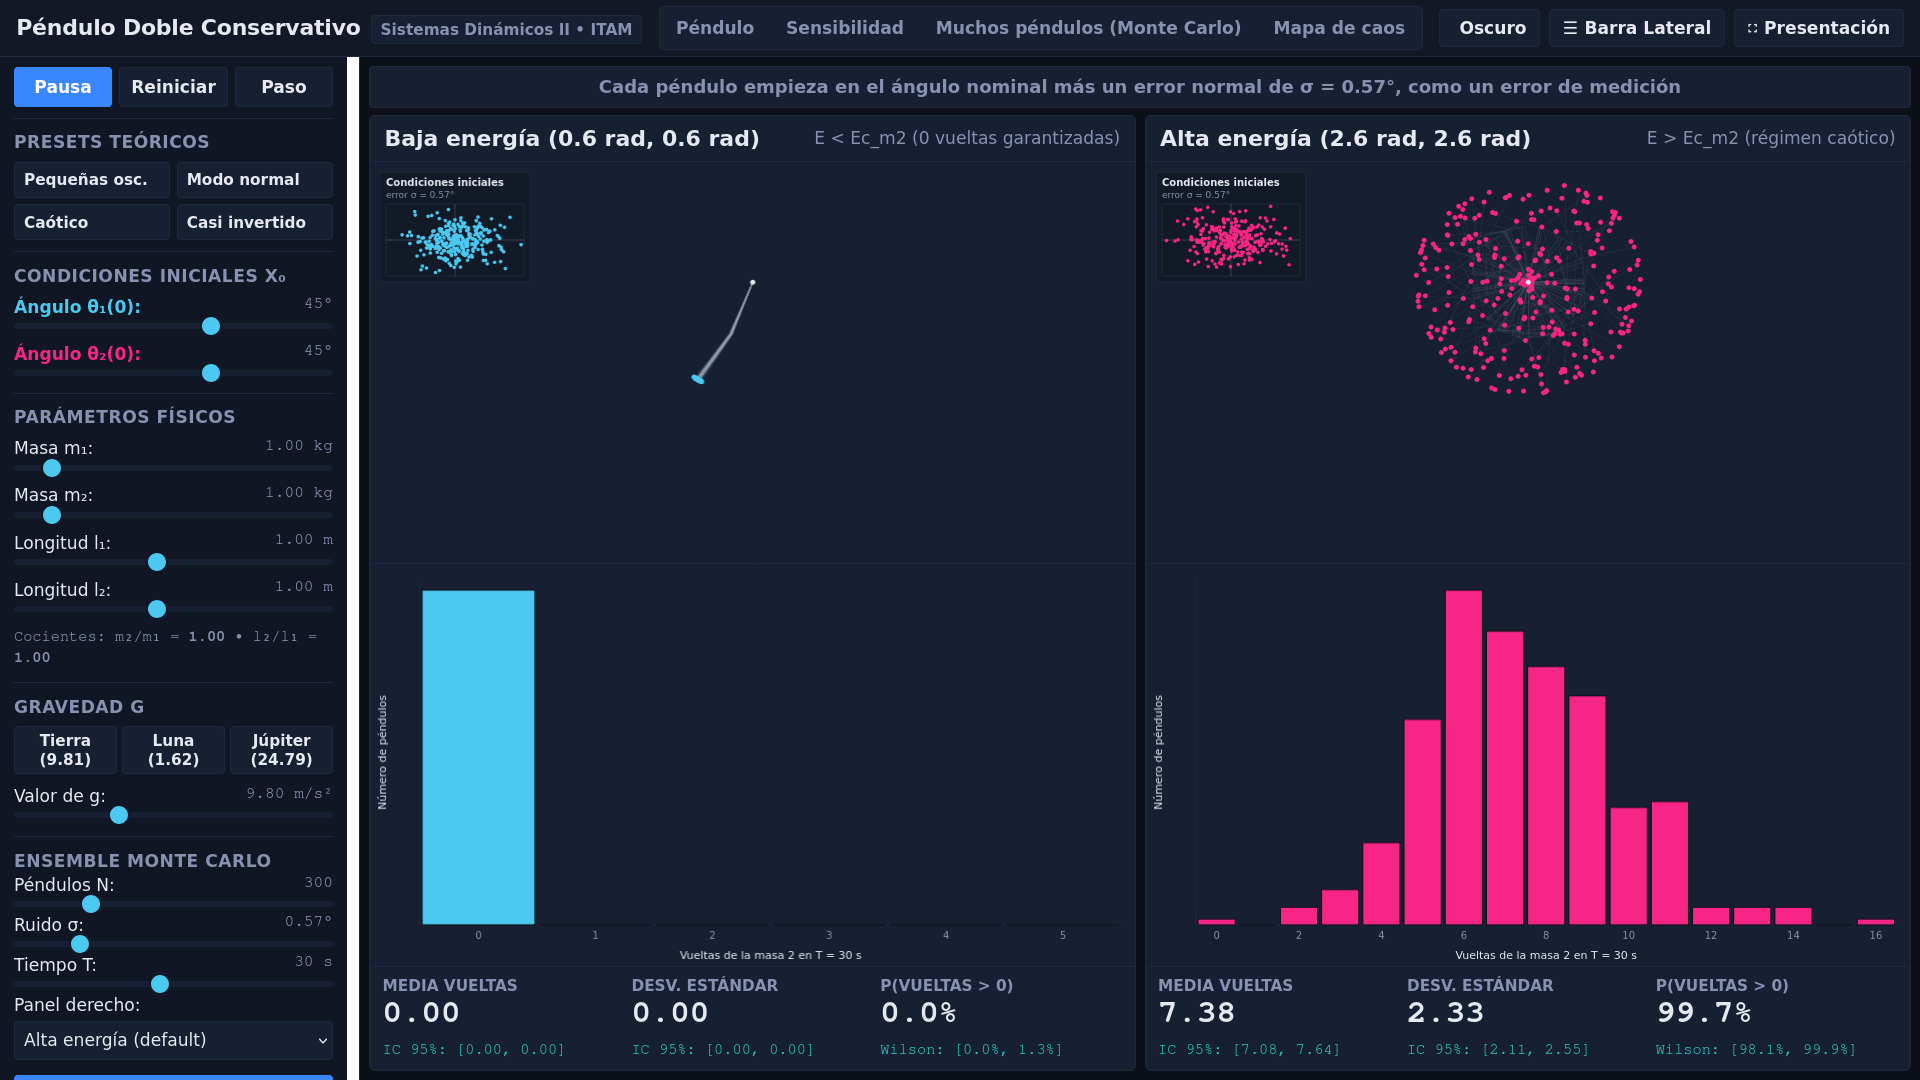 Péndulo Doble Conservativo
Sistemas Dinámicos II • ITAM
Péndulo
Sensibilidad
Muchos péndulos (Monte Carlo)
Mapa de caos
Oscuro
☰ Barra Lateral
⛶ Presentación
Pausa
Reiniciar
Paso
PRESETS TEÓRICOS
Pequeñas osc.
Modo normal
Caótico
Casi invertido
CONDICIONES INICIALES X₀
Ángulo θ₁(0):
45°
Ángulo θ₂(0):
45°
PARÁMETROS FÍSICOS
Masa m₁:
1.00 kg
Masa m₂:
1.00 kg
Longitud l₁:
1.00 m
Longitud l₂:
1.00 m
Cocientes: m₂/m₁ = 1.00 • l₂/l₁ =
1.00
GRAVEDAD G
Tierra
(9.81)
Luna
(1.62)
Júpiter
(24.79)
Valor de g:
9.80 m/s²
ENSEMBLE MONTE CARLO
Péndulos N:
300
Ruido σ:
0.57°
Tiempo T:
30 s
Panel derecho:
Alta energía (default)
Cada péndulo empieza en el ángulo nominal más un error normal de σ = 0.57°, como un error de medición
Baja energía (0.6 rad, 0.6 rad)
E < Ec_m2 (0 vueltas garantizadas)
Condiciones iniciales
error σ = 0.57°
Número de péndulos
0 1 2 3 4 5
Vueltas de la masa 2 en T = 30 s
MEDIA VUELTAS
0.00
IC 95%: [0.00, 0.00]
DESV. ESTÁNDAR
0.00
IC 95%: [0.00, 0.00]
P(VUELTAS > 0)
0.0%
Wilson: [0.0%, 1.3%]
Alta energía (2.6 rad, 2.6 rad)
E > Ec_m2 (régimen caótico)
Condiciones iniciales
error σ = 0.57°
Número de péndulos
0 2 4 6 8 10 12 14 16
Vueltas de la masa 2 en T = 30 s
MEDIA VUELTAS
7.38
IC 95%: [7.08, 7.64]
DESV. ESTÁNDAR
2.33
IC 95%: [2.11, 2.55]
P(VUELTAS > 0)
99.7%
Wilson: [98.1%, 99.9%]